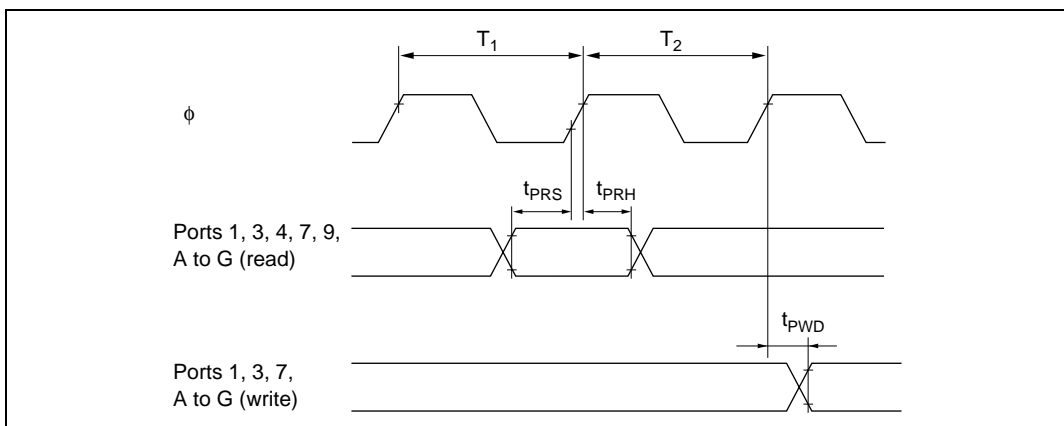 T1 T2
ϕ
tPRS tPRH
Ports 1, 3, 4, 7, 9,
A to G (read)
tPWD
Ports 1, 3, 7,
A to G (write)